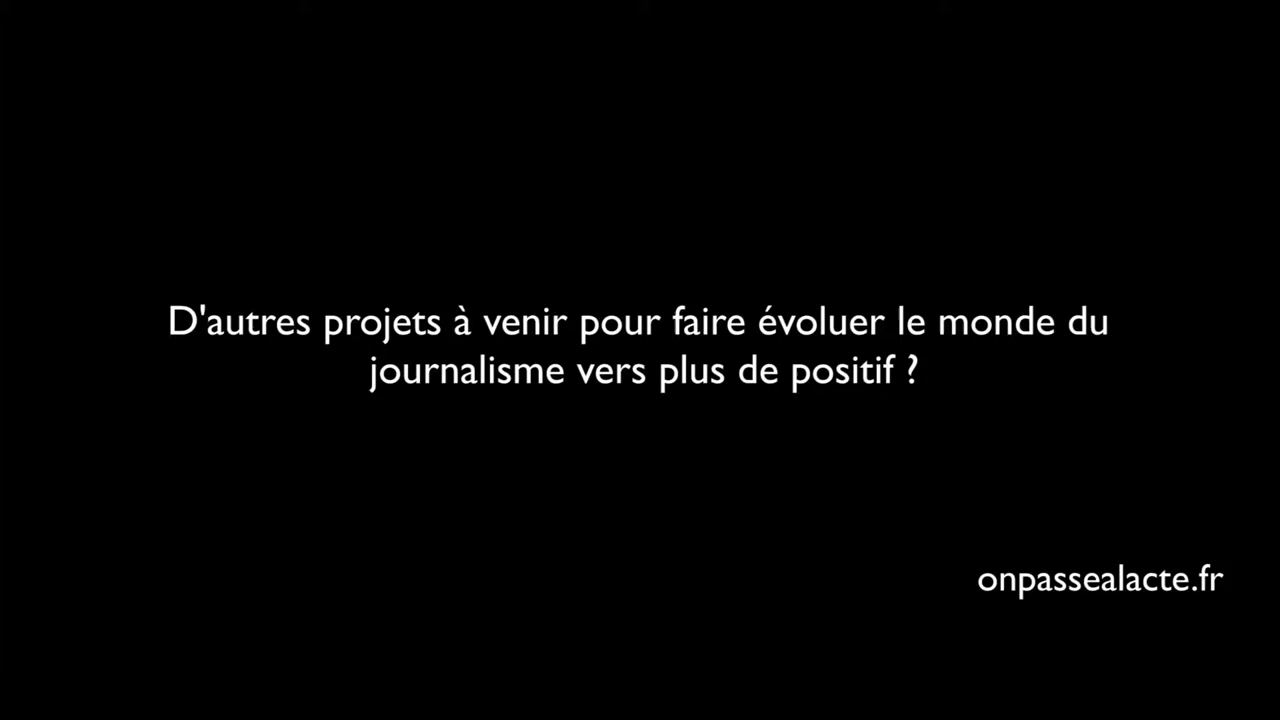 D'autres projets à venir pour faire évoluer le monde du
journalisme vers plus de positif ?
onpassealacte.fr